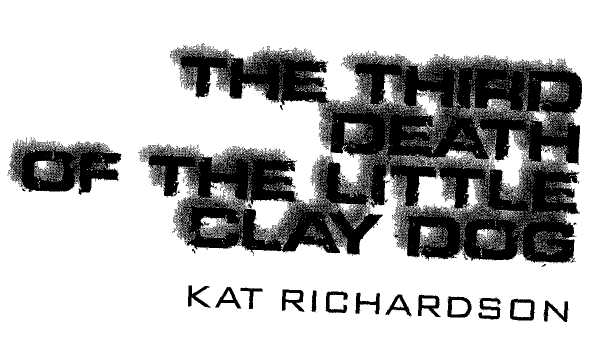 THE THIRD
DEATH
OF THE LITTLE
CLAY DOG
KAT RICHARDSON